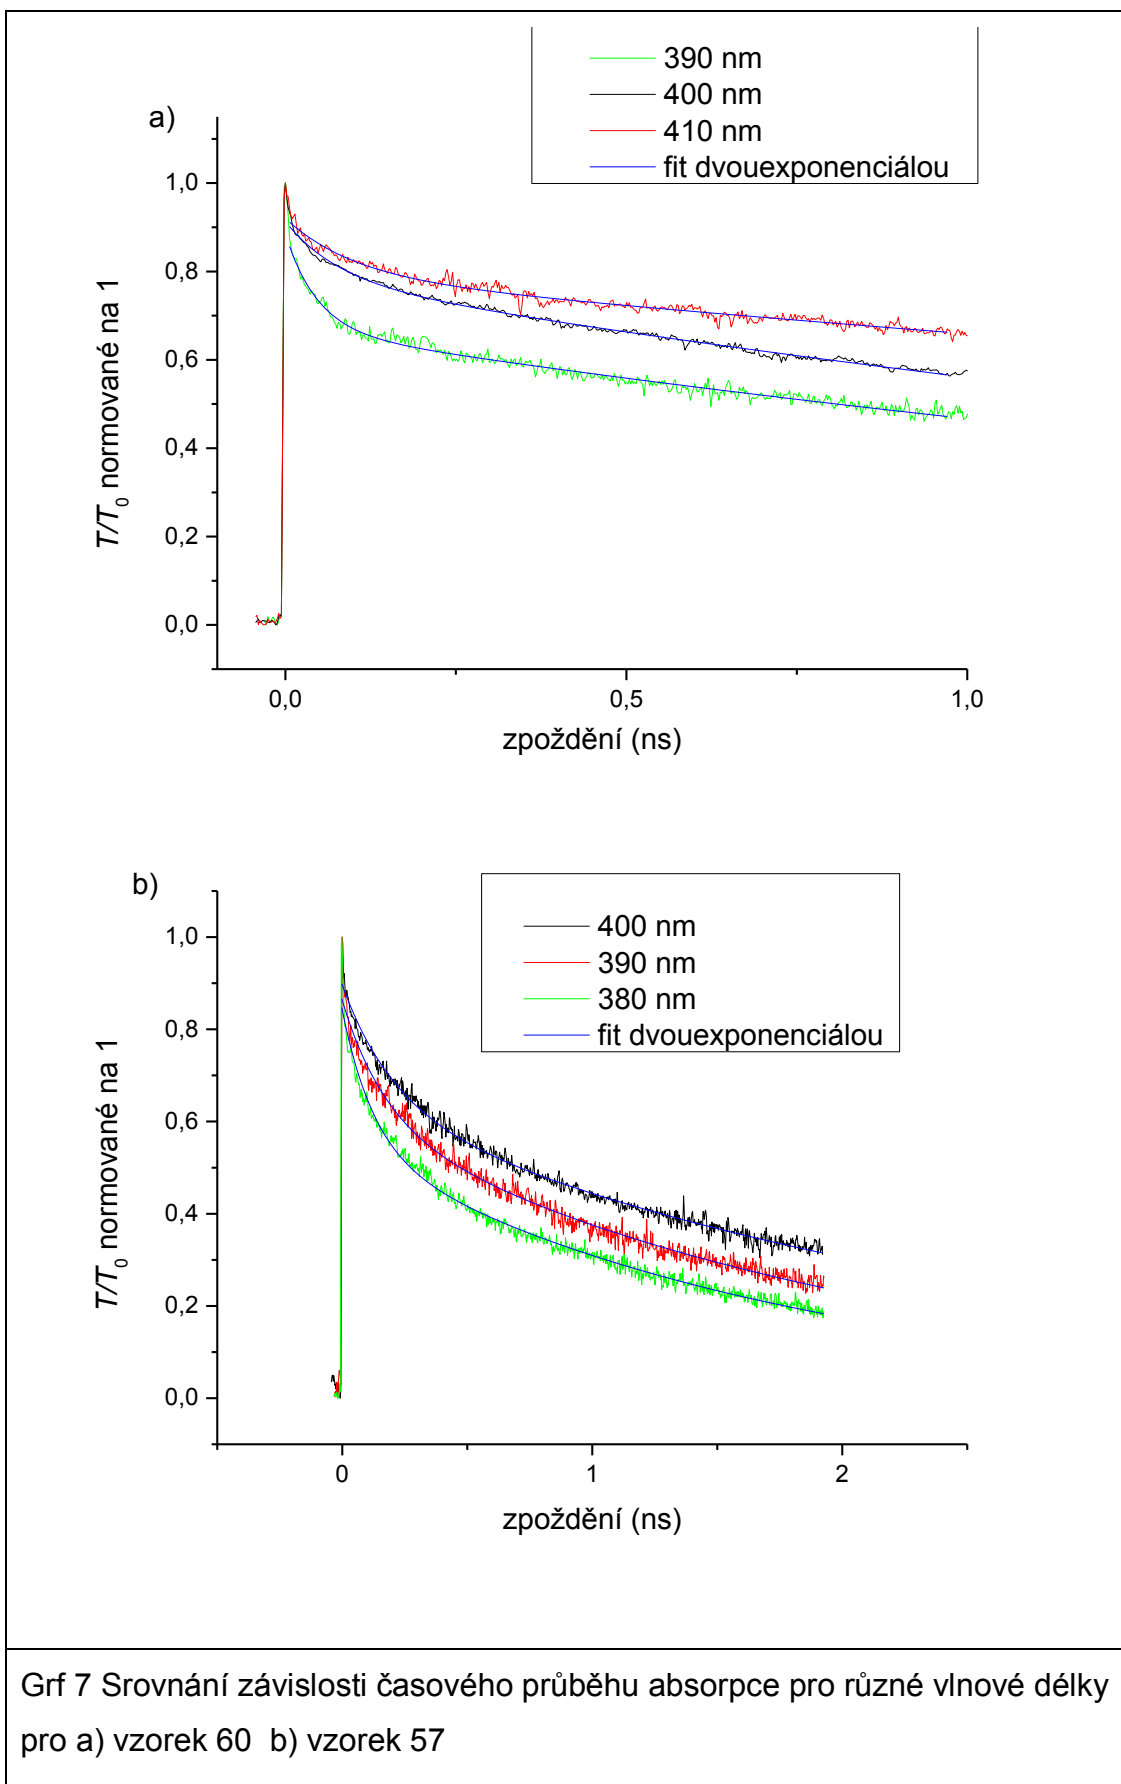 390 nm
400 nm
410 nm
fit dvouexponenciálou
a)
1,0
0,8
0,6
0,4
0,2
0,0
T/T0 normované na 1
0,0 0,5 1,0
zpoždění (ns)
b)
400 nm
390 nm
380 nm
fit dvouexponenciálou
1,0
0,8
0,6
0,4
0,2
0,0
T/T0 normované na 1
0 1 2
zpoždění (ns)
Grf 7 Srovnání závislosti časového průběhu absorpce pro různé vlnové délky
pro a) vzorek 60 b) vzorek 57